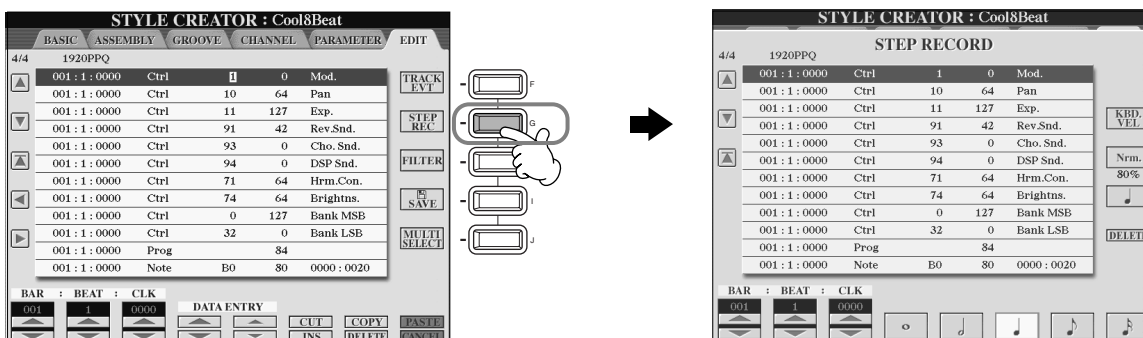 STYLE CREATOR : Cool8Beat
BASIC ASSEMBLY GROOVE CHANNEL PARAMETER EDIT
4/4 1920PPQ
001 : 1 : 0000 Ctrl 1 0 Mod.
001 : 1 : 0000 Ctrl 10 64 Pan
001 : 1 : 0000 Ctrl 11 127 Exp.
001 : 1 : 0000 Ctrl 91 42 Rev.Snd.
001 : 1 : 0000 Ctrl 93 0 Cho. Snd.
001 : 1 : 0000 Ctrl 94 0 DSP Snd.
001 : 1 : 0000 Ctrl 71 64 Hrm.Con.
001 : 1 : 0000 Ctrl 74 64 Brightns.
001 : 1 : 0000 Ctrl 0 127 Bank MSB
001 : 1 : 0000 Ctrl 32 0 Bank LSB
001 : 1 : 0000 Prog 84
001 : 1 : 0000 Note B0 80 0000 : 0020
TRACK EVT
STEP REC
FILTER
SAVE
MULTI SELECT
F
G
I
J
BAR : BEAT : CLK
001 1 0000
DATA ENTRY
CUT COPY PASTE
INS DELETE CANCEL
STYLE CREATOR : Cool8Beat
STEP RECORD
4/4 1920PPQ
001 : 1 : 0000 Ctrl 1 0 Mod.
001 : 1 : 0000 Ctrl 10 64 Pan
001 : 1 : 0000 Ctrl 11 127 Exp.
001 : 1 : 0000 Ctrl 91 42 Rev.Snd.
001 : 1 : 0000 Ctrl 93 0 Cho. Snd.
001 : 1 : 0000 Ctrl 94 0 DSP Snd.
001 : 1 : 0000 Ctrl 71 64 Hrm.Con.
001 : 1 : 0000 Ctrl 74 64 Brightns.
001 : 1 : 0000 Ctrl 0 127 Bank MSB
001 : 1 : 0000 Ctrl 32 0 Bank LSB
001 : 1 : 0000 Prog 84
001 : 1 : 0000 Note B0 80 0000 : 0020
KBD. VEL
Nrm.
80%
DELETE
BAR : BEAT : CLK
001 1 0000